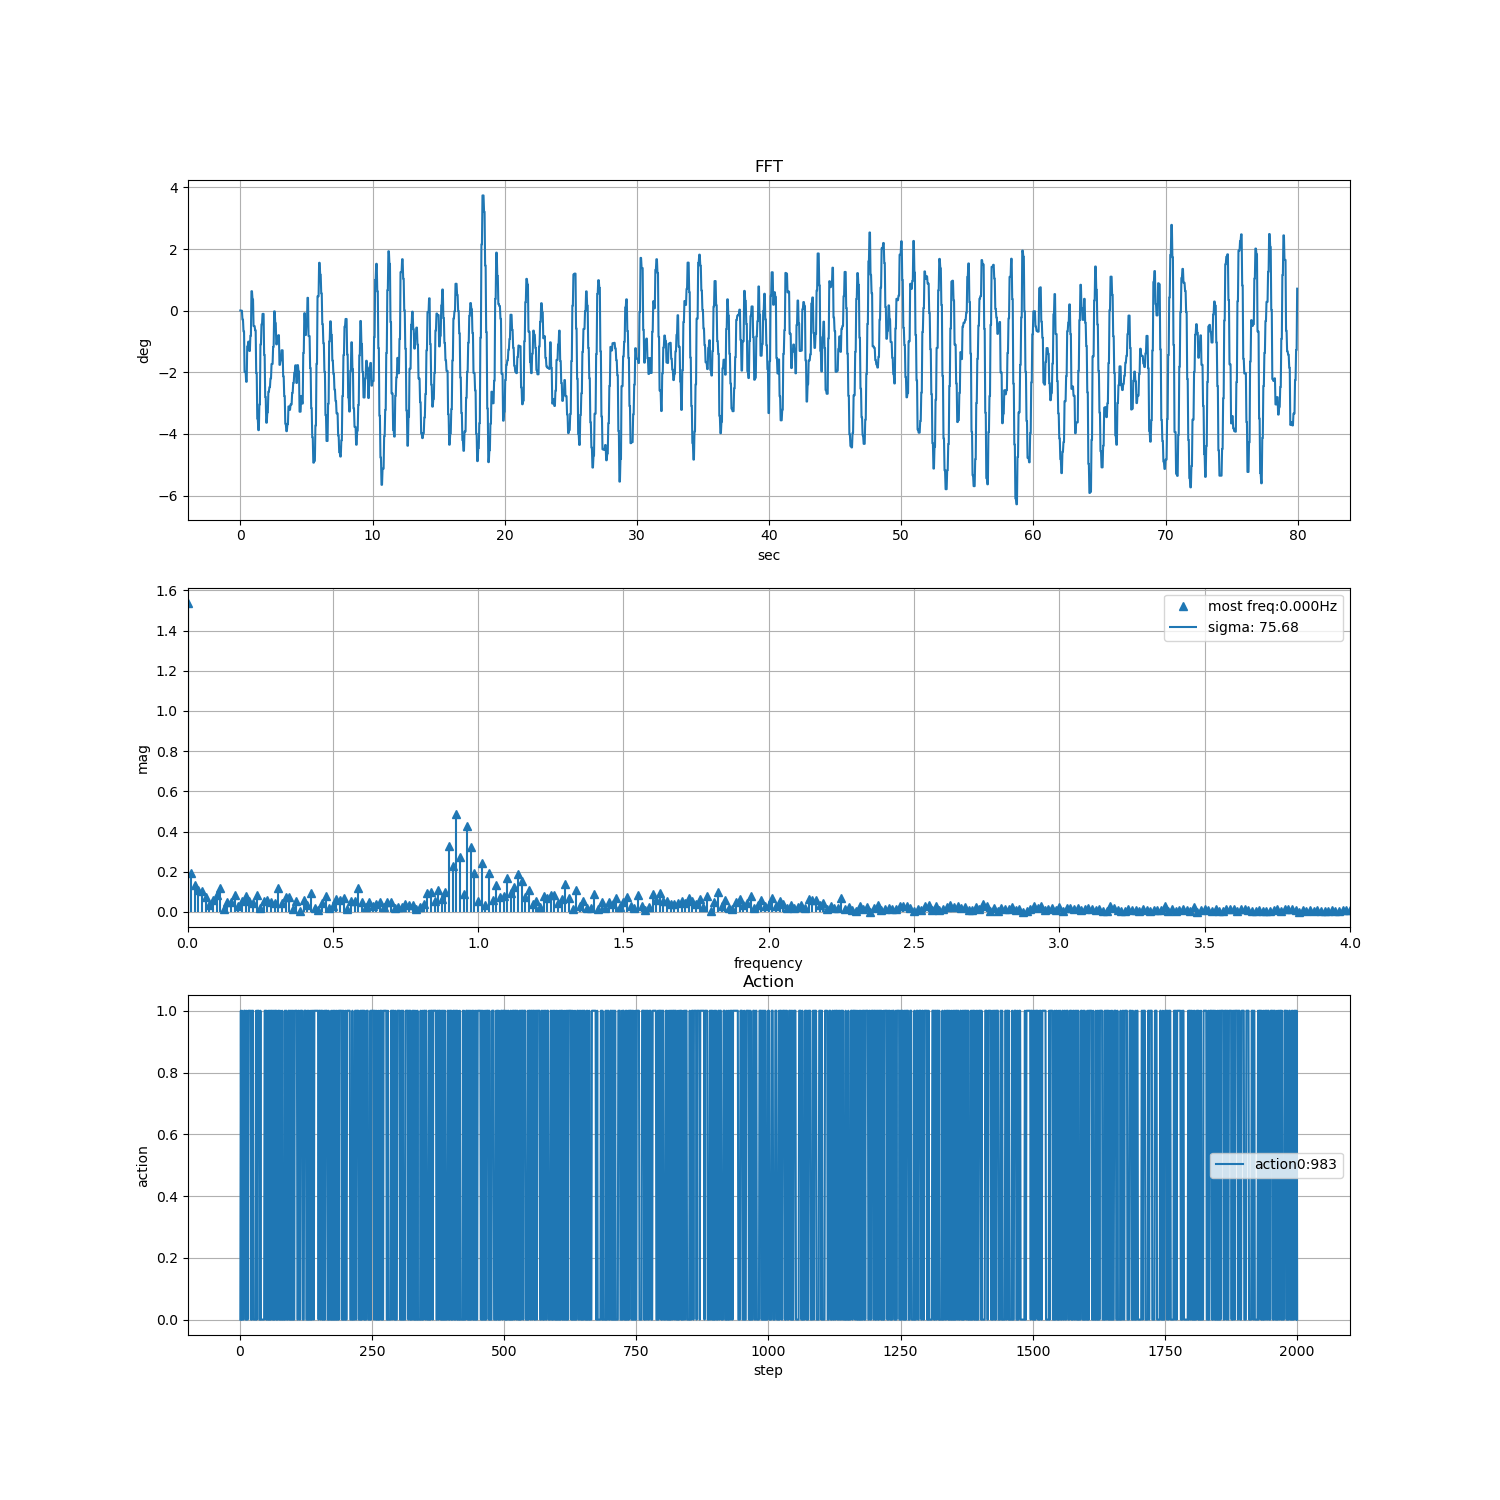 FFT
4
2
0
−2
−4
−6
deg
0 10 20 30 40 50 60 70 80
sec
1.6
1.4
1.2
1.0
0.8
0.6
0.4
0.2
0.0
mag
most freq:0.000Hz
sigma: 75.68
0.0 0.5 1.0 1.5 2.0 2.5 3.0 3.5 4.0
frequency
Action
1.0
0.8
0.6
0.4
0.2
0.0
action
action0:983
0 250 500 750 1000 1250 1500 1750 2000
step